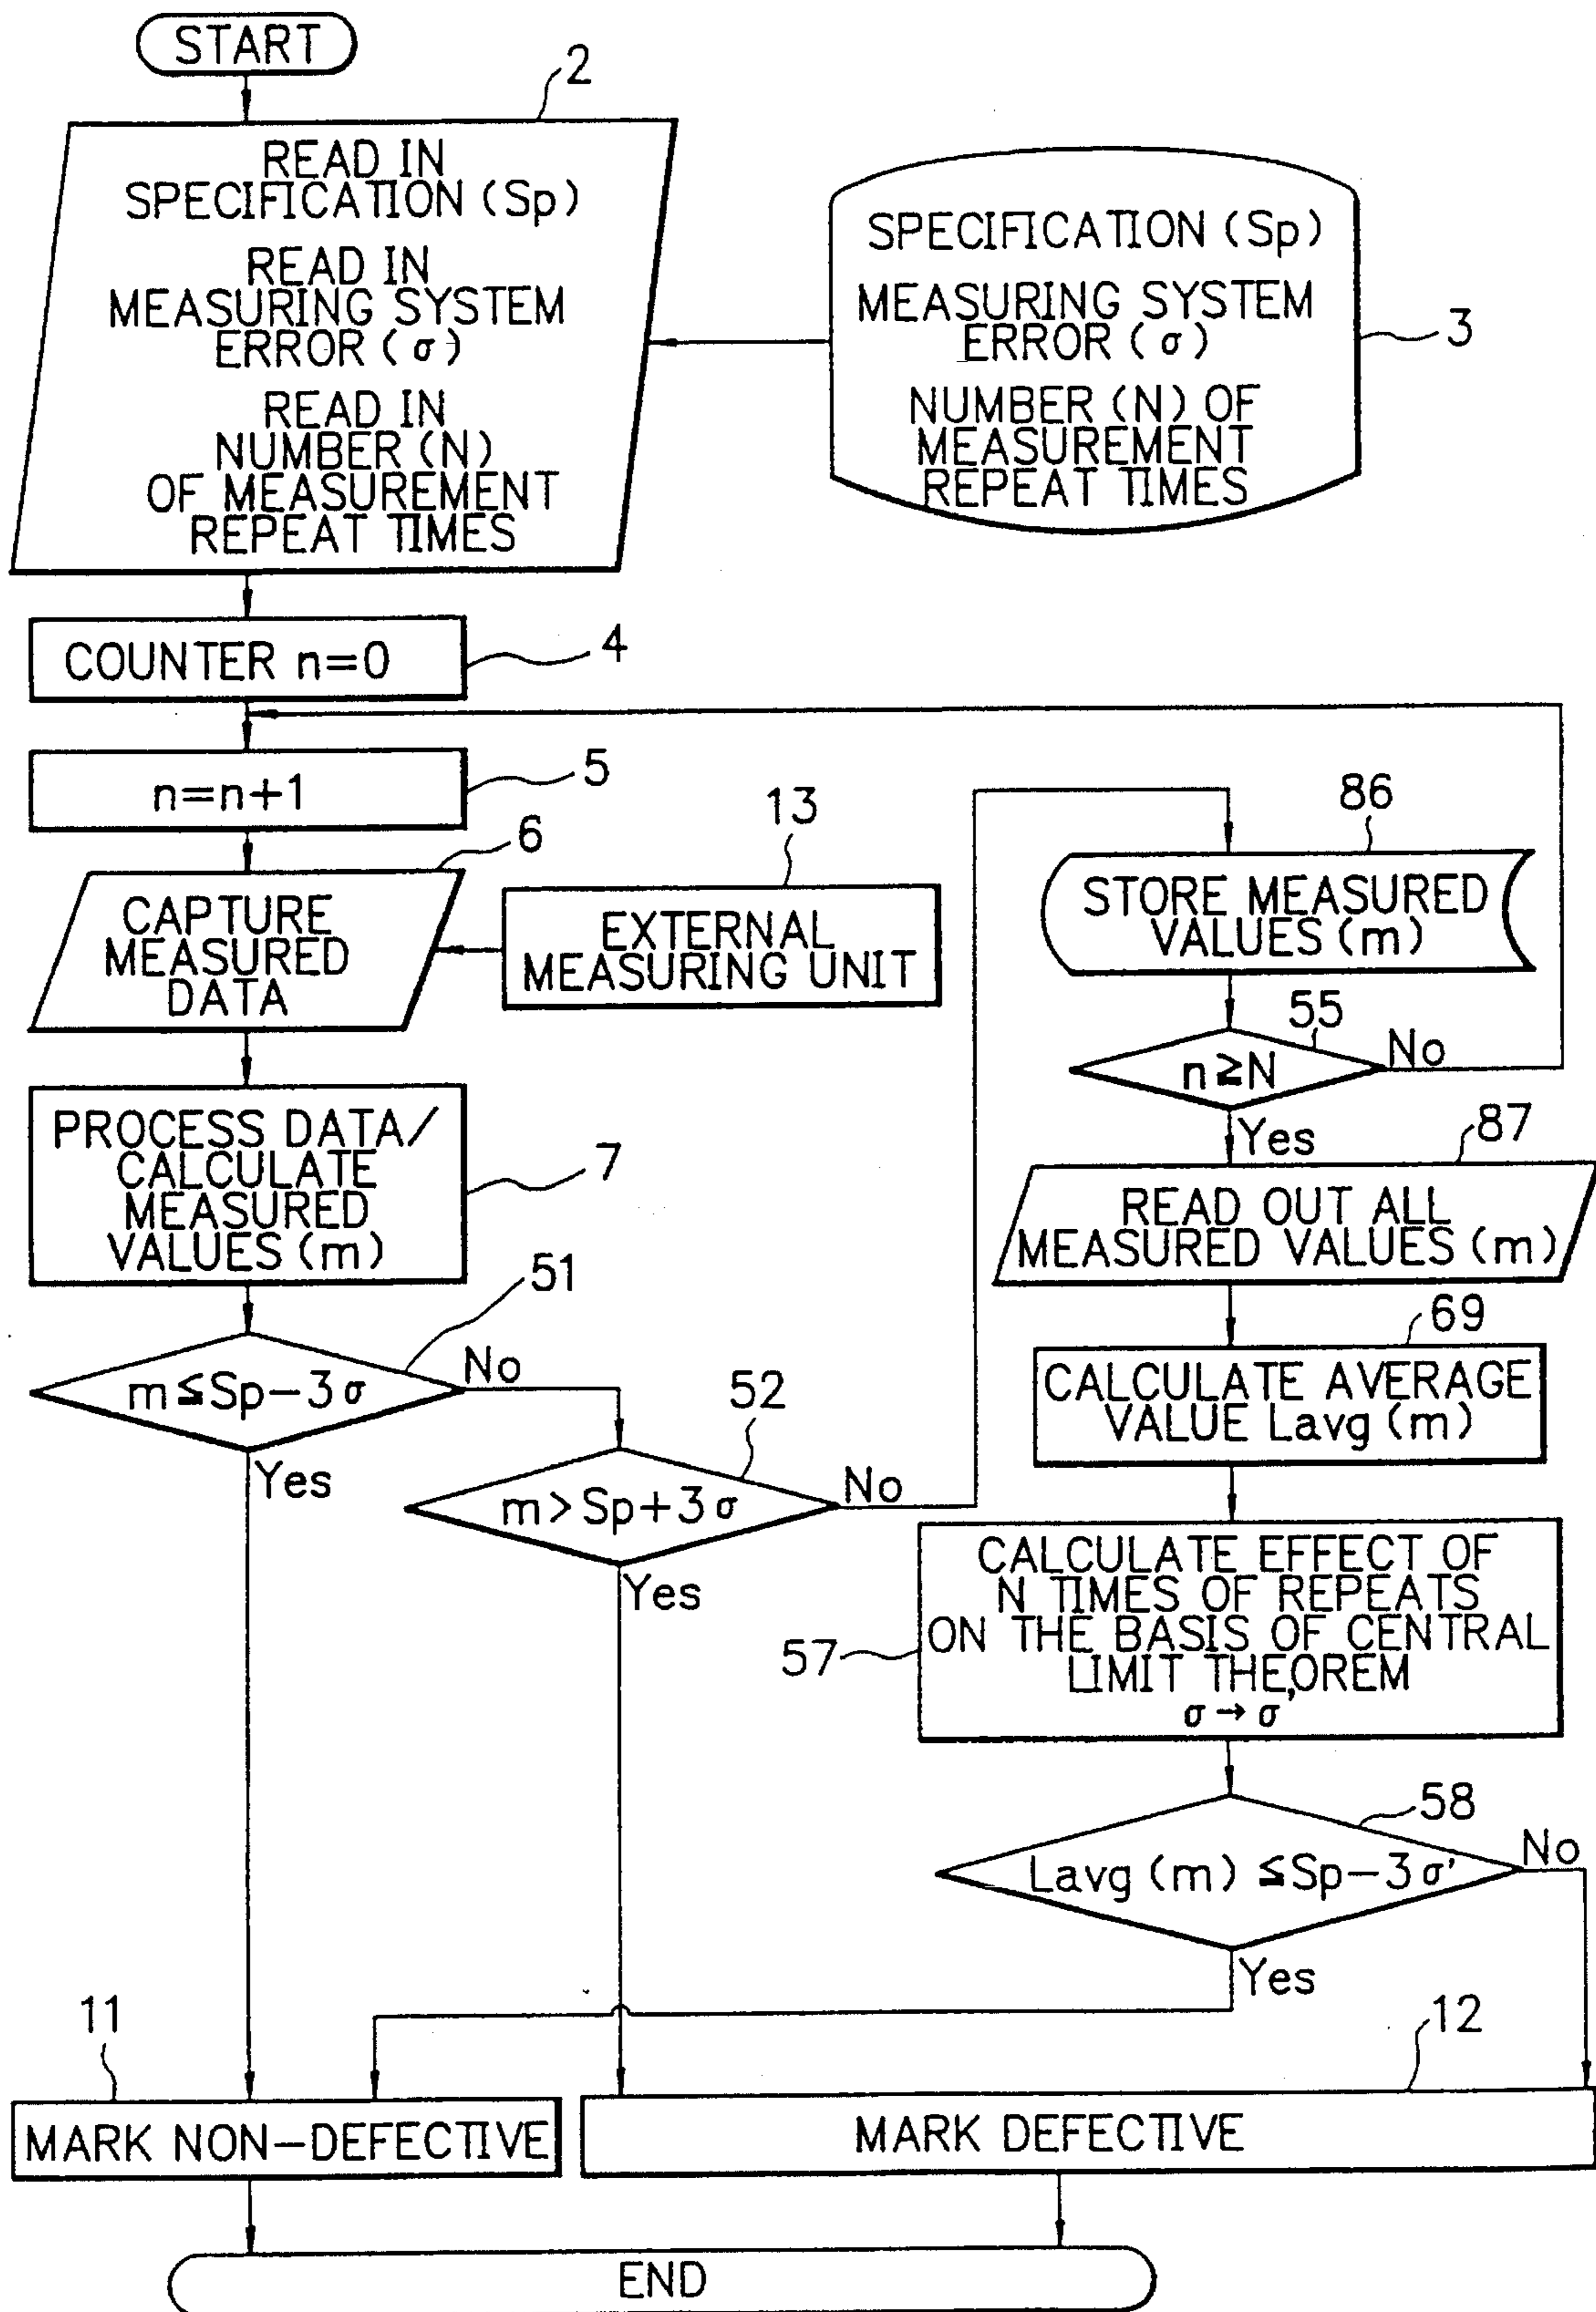 START
2
READ IN
SPECIFICATION (Sp)
READ IN
MEASURING SYSTEM
ERROR (σ)
READ IN
NUMBER (N)
OF MEASUREMENT
REPEAT TIMES
SPECIFICATION (Sp)
MEASURING SYSTEM
ERROR (σ)
NUMBER (N) OF
MEASUREMENT
REPEAT TIMES
3
COUNTER n=0
4
n=n+1
5
6
CAPTURE
MEASURED
DATA
13
EXTERNAL
MEASURING UNIT
PROCESS DATA/
CALCULATE
MEASURED
VALUES (m)
7
51
m≦Sp-3σ
No
Yes
52
m>Sp+3σ
No
Yes
86
STORE MEASURED
VALUES (m)
55
n≧N
No
Yes
87
READ OUT ALL
MEASURED VALUES (m)
69
CALCULATE AVERAGE
VALUE Lavg (m)
57
CALCULATE EFFECT OF
N TIMES OF REPEATS
ON THE BASIS OF CENTRAL
LIMIT THEOREM
σ→σ'
58
Lavg (m) ≦Sp-3σ'
No
Yes
11
MARK NON-DEFECTIVE
12
MARK DEFECTIVE
END